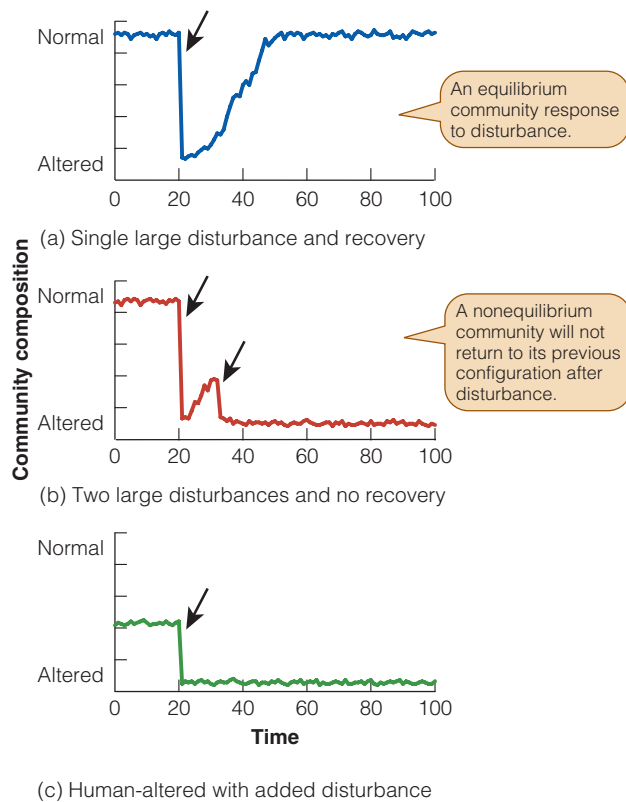 Normal
Altered
0 20 40 60 80 100
An equilibrium
community response
to disturbance.
(a) Single large disturbance and recovery
Community composition
Normal
Altered
0 20 40 60 80 100
A nonequilibrium
community will not
return to its previous
configuration after
disturbance.
(b) Two large disturbances and no recovery
Normal
Altered
0 20 40 60 80 100
Time
(c) Human-altered with added disturbance